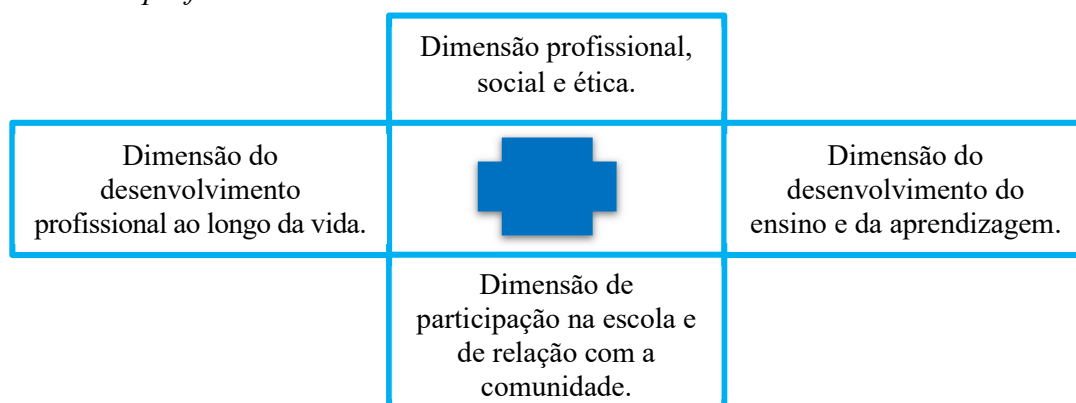 Dimensão profissional,
social e ética.
Dimensão do
desenvolvimento
profissional ao longo da vida.
Dimensão do
desenvolvimento do
ensino e da aprendizagem.
Dimensão de
participação na escola e
de relação com a
comunidade.